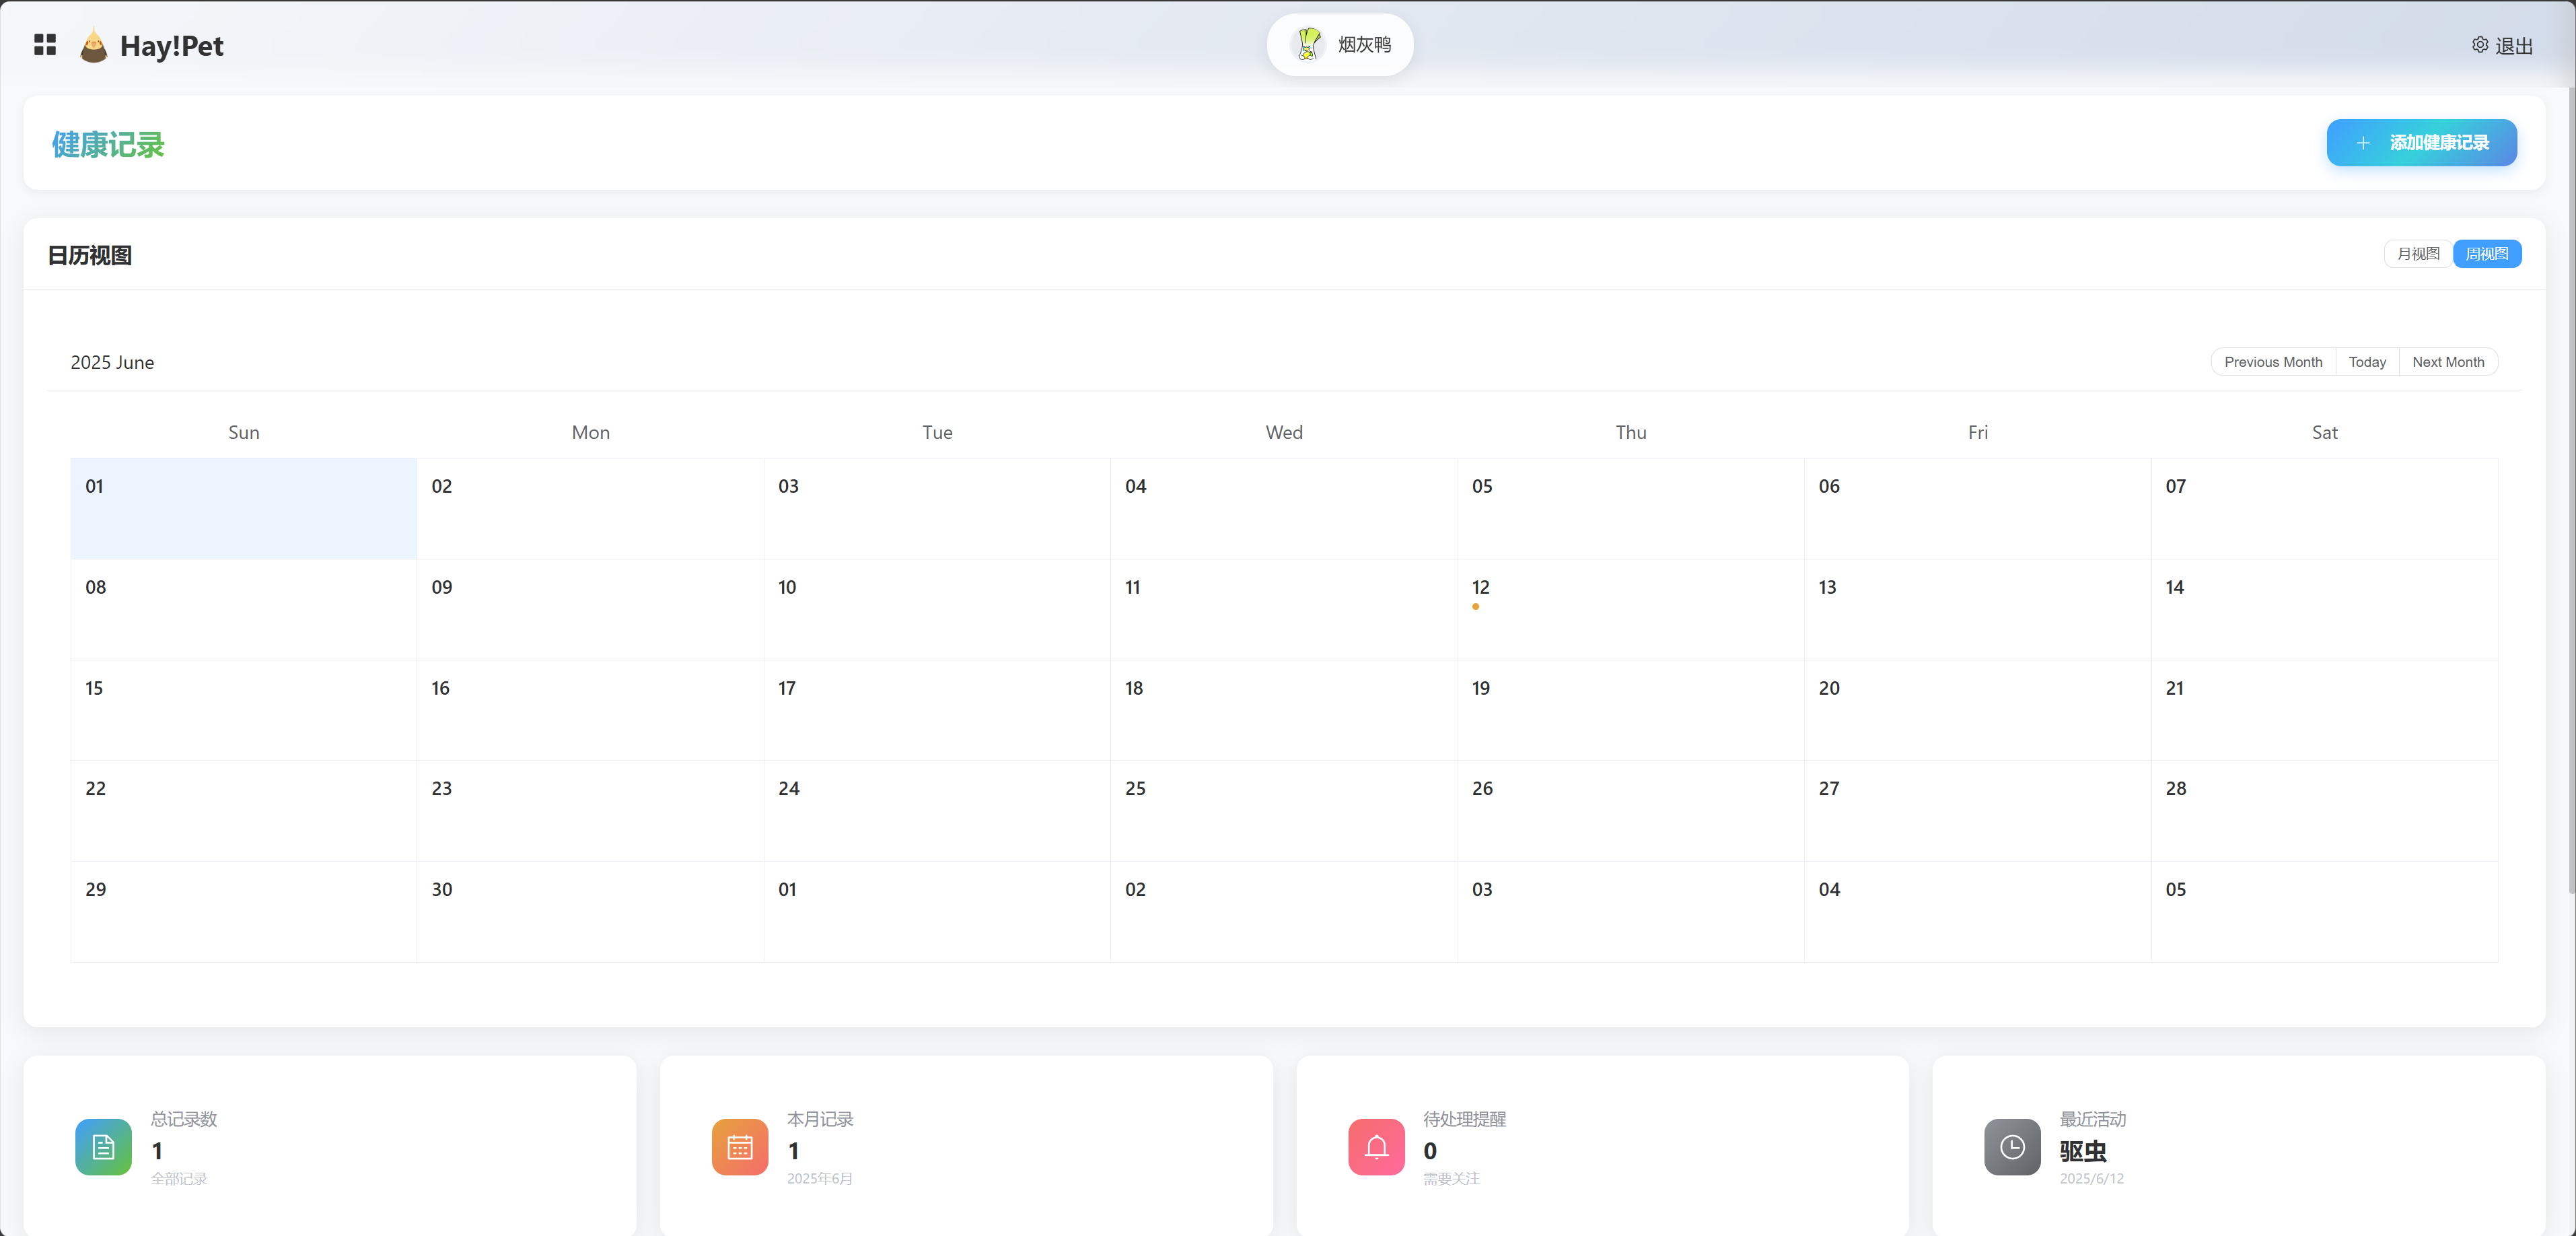 Hay!Pet
烟灰鸭
退出
健康记录
添加健康记录
日历视图
月视图 周视图
2025 June
Previous Month Today Next Month
Sun Mon Tue Wed Thu Fri Sat
01 02 03 04 05 06 07
08 09 10 11 12 13 14
15 16 17 18 19 20 21
22 23 24 25 26 27 28
29 30 01 02 03 04 05
总记录数
1
全部记录
本月记录
1
2025年6月
待处理提醒
0
需要关注
最近活动
驱虫
2025/6/12